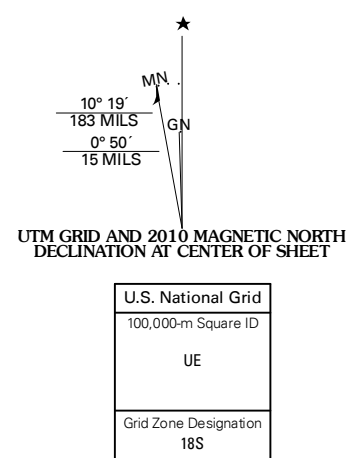 MN
10° 19´
183 MILS
GN
0° 50´
15 MILS
UTM GRID AND 2010 MAGNETIC NORTH
DECLINATION AT CENTER OF SHEET
U.S. National Grid
100,000-m Square ID
UE
Grid Zone Designation
18S